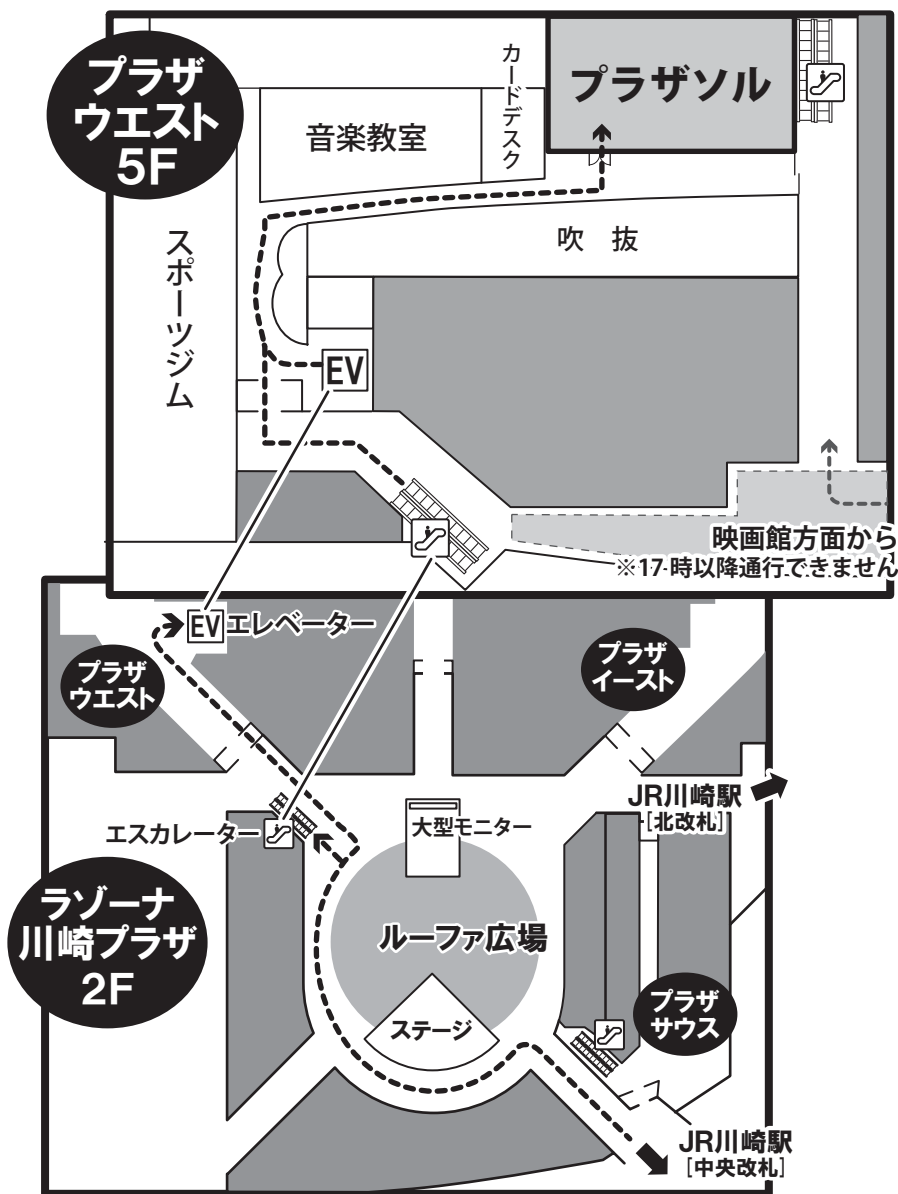 プラザ
ウエスト
5F
カードデスク
プラザソル
音楽教室
スポーツジム
吹 抜
EV
映画館方面から
※17時以降通行できません
EV
エレベーター
プラザ
ウエスト
プラザ
イースト
JR川崎駅
[北改札]
エスカレーター
大型モニター
ラゾーナ
川崎プラザ
2F
ルーファ広場
ステージ
プラザ
サウス
JR川崎駅
[中央改札]